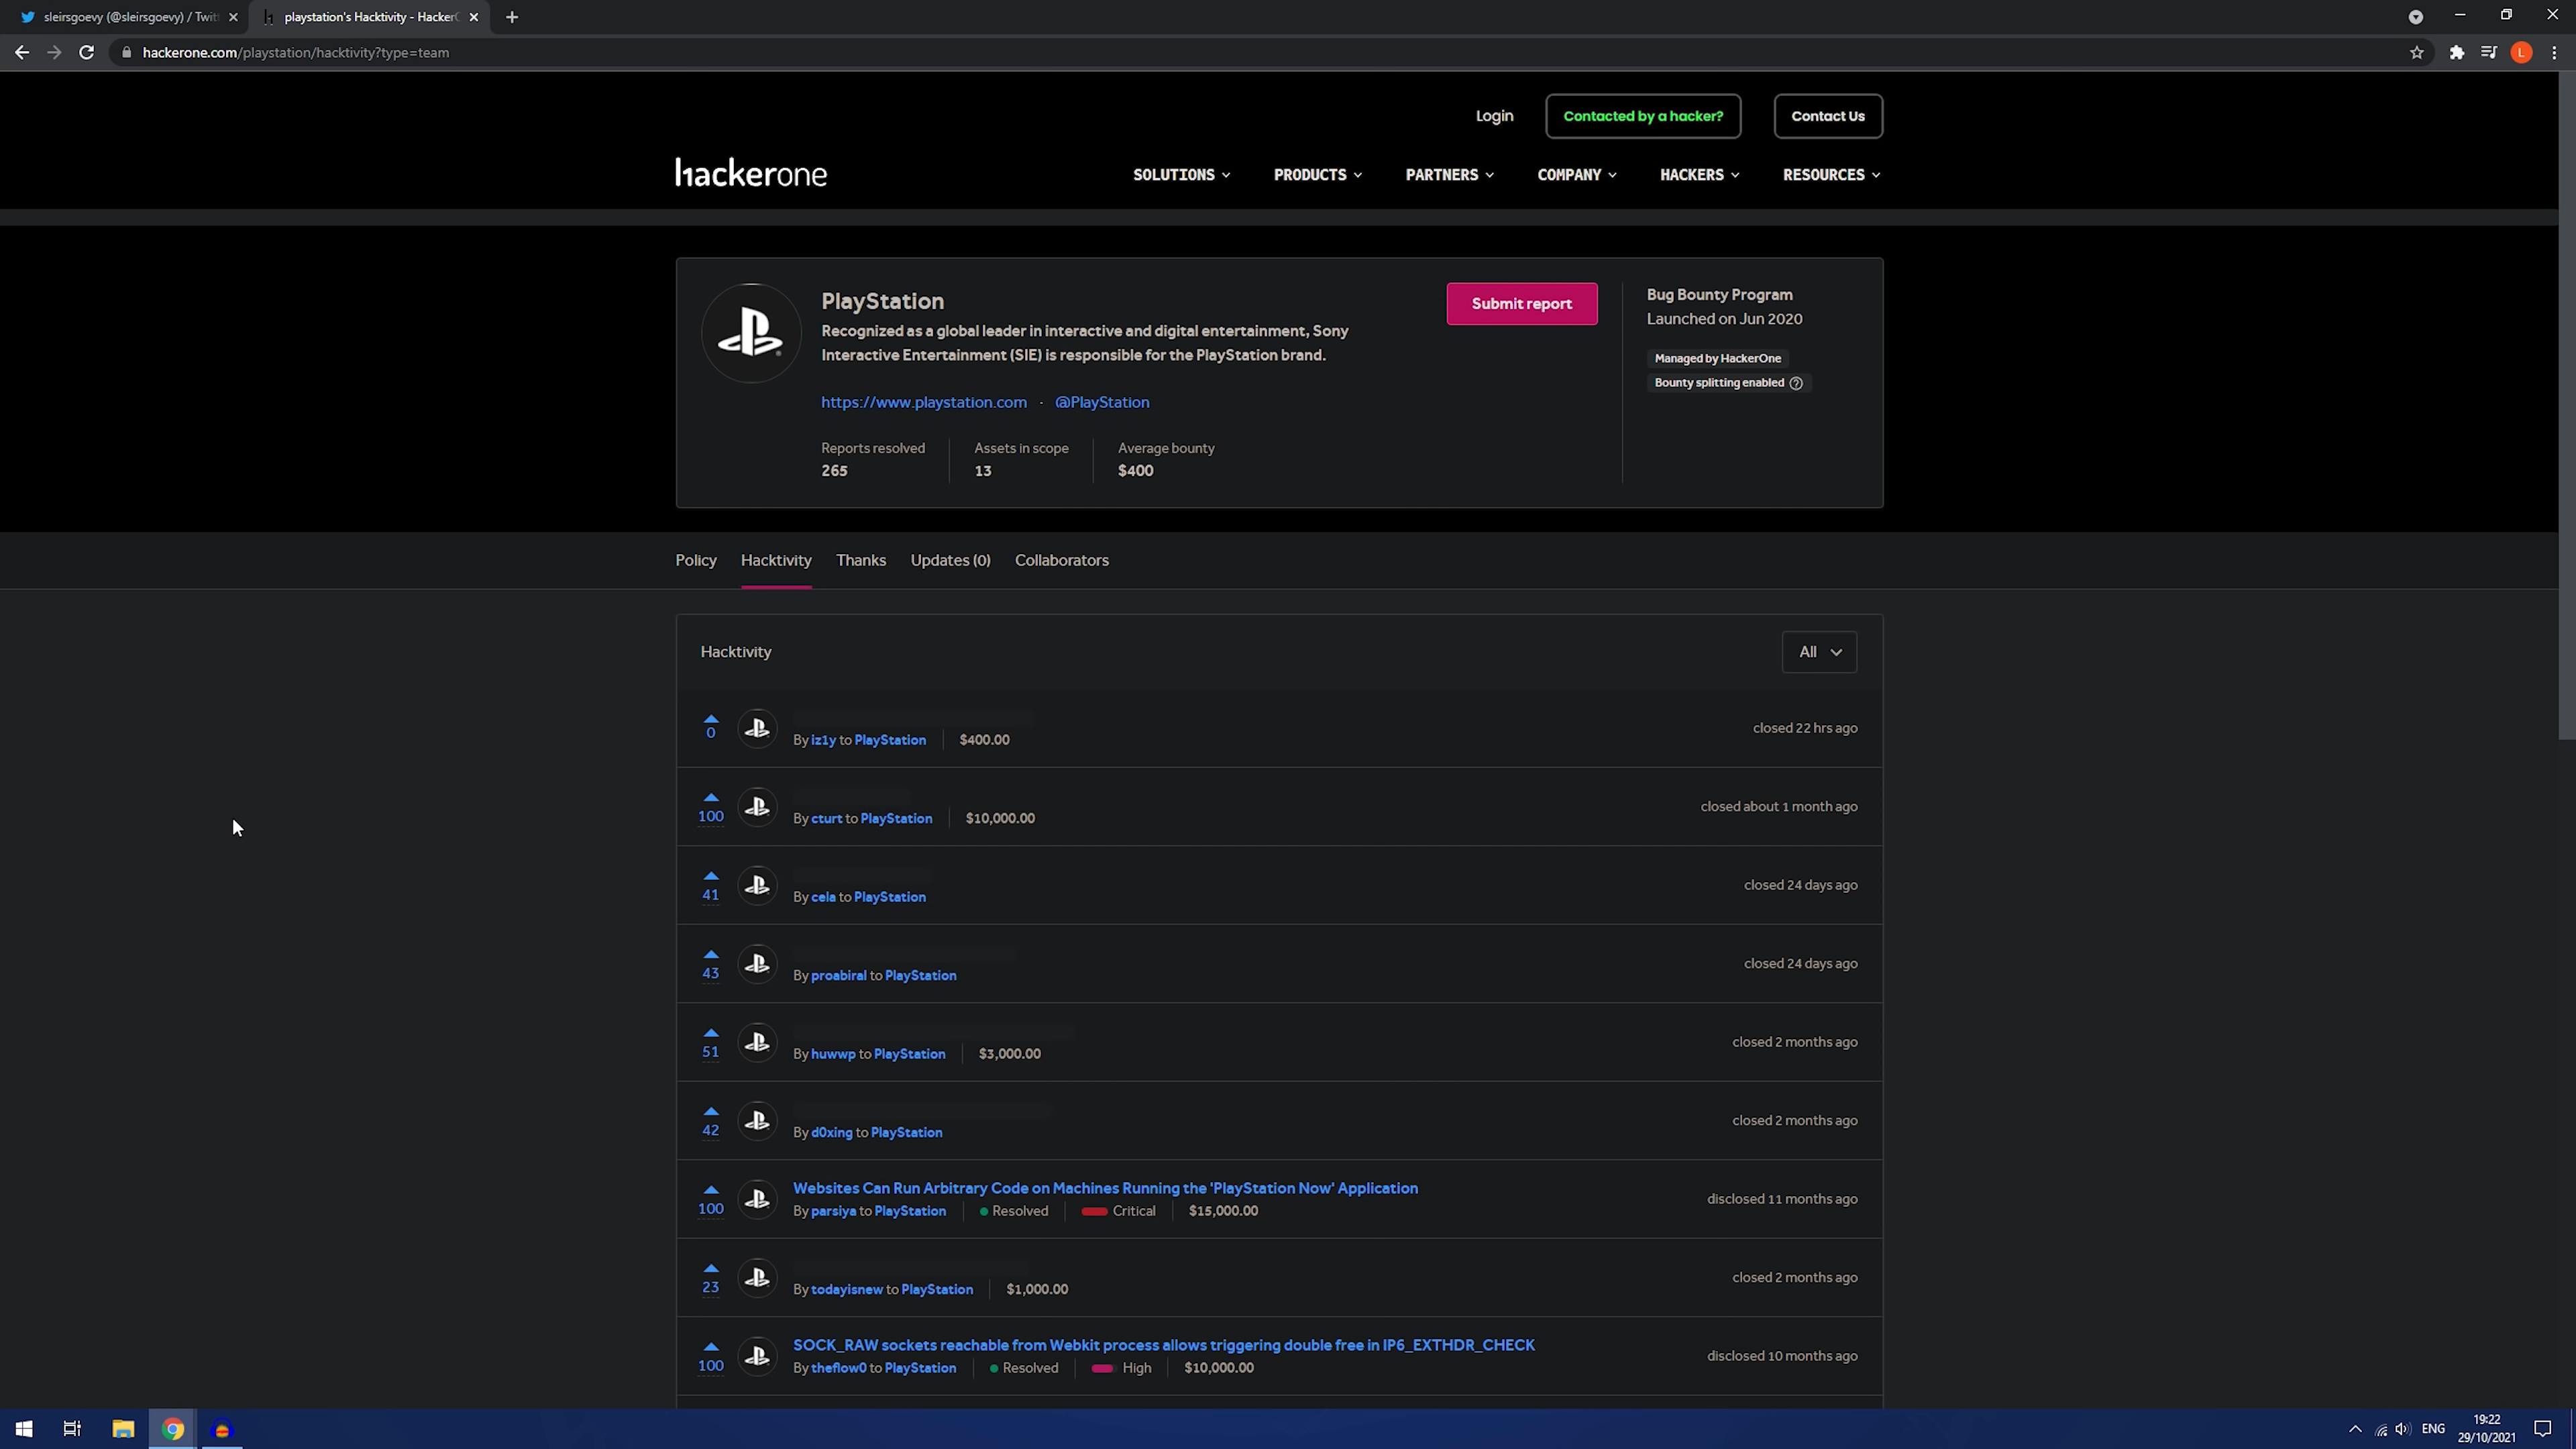 sleirsgoevy (@sleirsgoevy) / Twit
playstation's Hacktivity - Hacker
hackerone.com/playstation/hacktivity?type=team
L
Login
Contacted by a hacker?
Contact Us
hackerone
SOLUTIONS
PRODUCTS
PARTNERS
COMPANY
HACKERS
RESOURCES
PlayStation
Recognized as a global leader in interactive and digital entertainment, Sony
Interactive Entertainment (SIE) is responsible for the PlayStation brand.
https://www.playstation.com · @PlayStation
Reports resolved
265
Assets in scope
13
Average bounty
$400
Submit report
Bug Bounty Program
Launched on Jun 2020
Managed by HackerOne
Bounty splitting enabled
Policy
Hacktivity
Thanks
Updates (0)
Collaborators
Hacktivity
All
0
By iz1y to PlayStation
$400.00
closed 22 hrs ago
100
By cturt to PlayStation
$10,000.00
closed about 1 month ago
41
By cela to PlayStation
closed 24 days ago
43
By proabiral to PlayStation
closed 24 days ago
51
By huwwp to PlayStation
$3,000.00
closed 2 months ago
42
By d0xing to PlayStation
closed 2 months ago
100
Websites Can Run Arbitrary Code on Machines Running the 'PlayStation Now' Application
By parsiya to PlayStation
Resolved
Critical
$15,000.00
disclosed 11 months ago
23
By todayisnew to PlayStation
$1,000.00
closed 2 months ago
100
SOCK_RAW sockets reachable from Webkit process allows triggering double free in IP6_EXTHDR_CHECK
By theflow0 to PlayStation
Resolved
High
$10,000.00
disclosed 10 months ago
ENG
19:22
29/10/2021